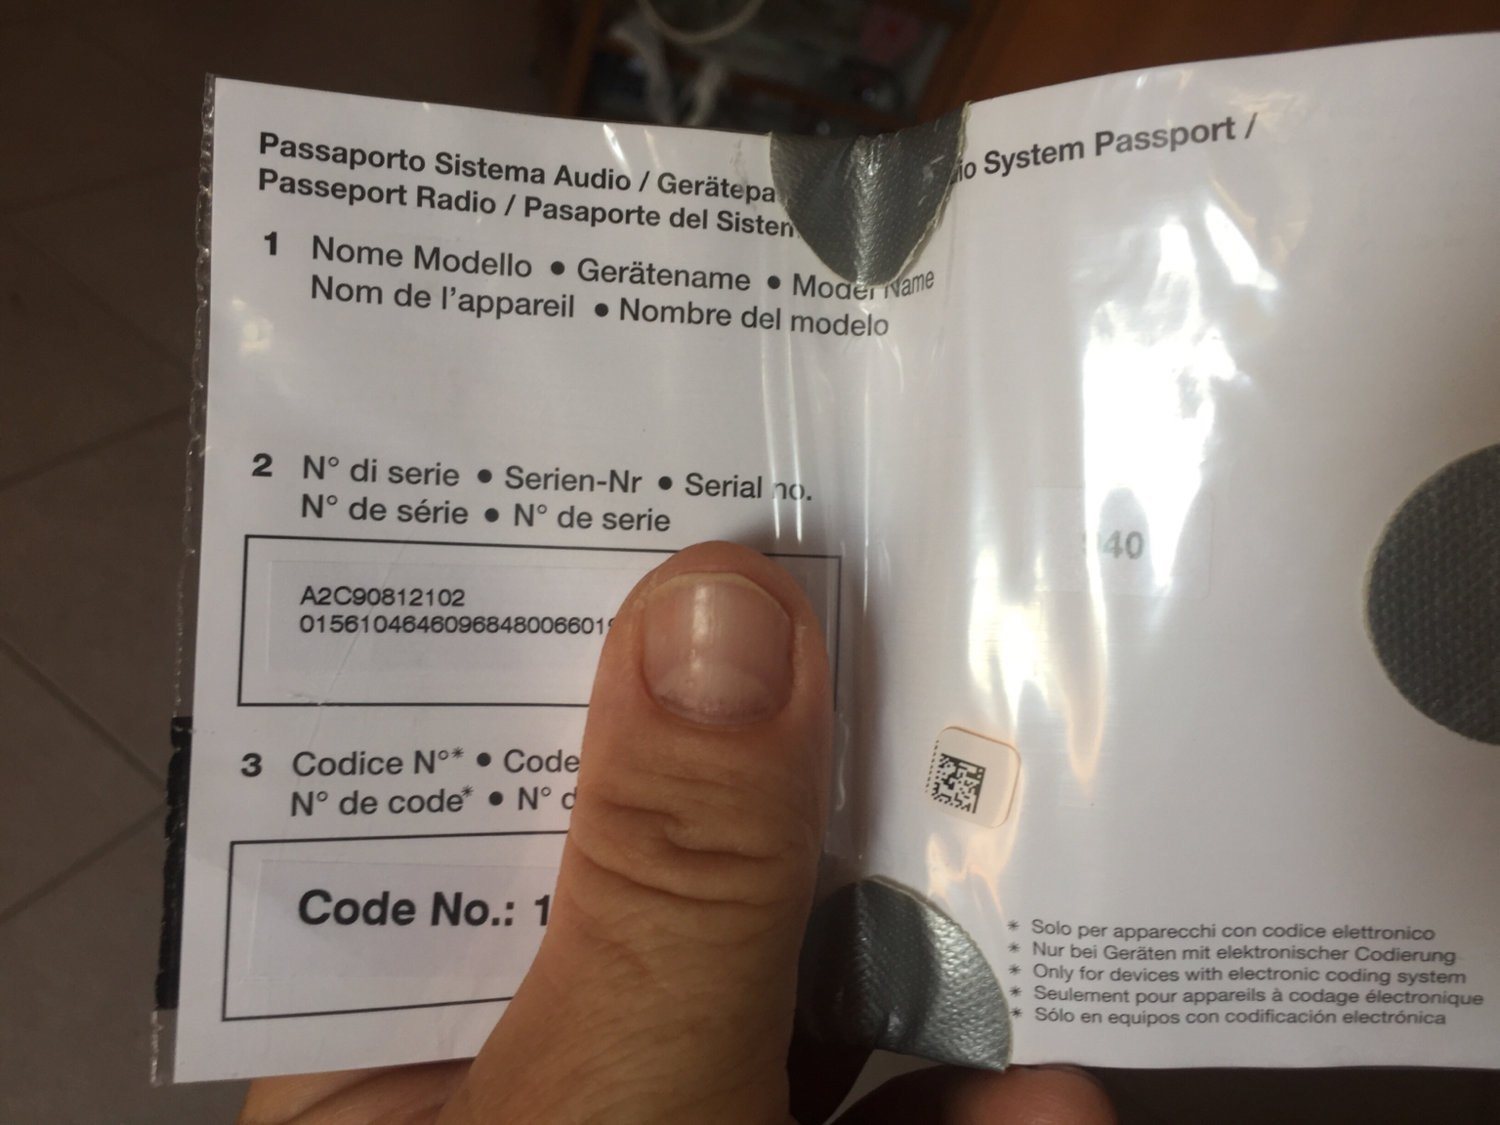 Passaporto Sistema Audio / System Passport /
Passeport Radio / Pasaporte del
1 Nome Modello • Gerätename • Model Name
Nom de l'appareil • Nombre del modelo
2 N° di serie • Serien-Nr • Serial no.
N° de série • N° de serie
A2C90812102
01561046460968480066019
40
3 Codice N°* • Code
N° de code* • N°
Code No.: 1
* Solo per apparecchi con codice elettronico
* Nur bei Geräten mit elektronischer Codierung
* Only for devices with electronic coding system
* Seulement pour appareils à codage électronique
* Sólo en equipos con codificación electrónica